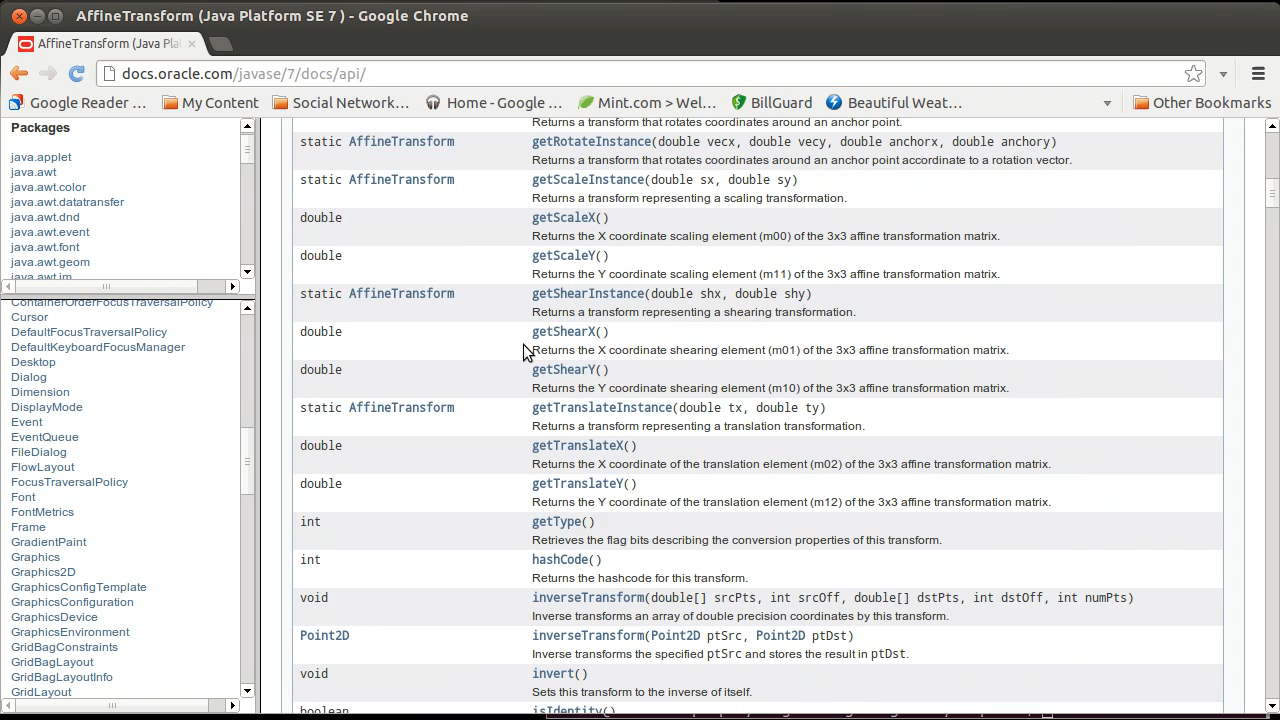 AffineTransform (Java Platform SE 7 ) - Google Chrome
AffineTransform (Java Pla
docs.oracle.com/javase/7/docs/api/
Google Reader ... My Content Social Network... Home - Google ... Mint.com > Wel... BillGuard Beautiful Weat... Other Bookmarks
Packages
java.applet
java.awt
java.awt.color
java.awt.datatransfer
java.awt.dnd
java.awt.event
java.awt.font
java.awt.geom
java.awt.im
ContainerOrderFocusTraversalPolicy
Cursor
DefaultFocusTraversalPolicy
DefaultKeyboardFocusManager
Desktop
Dialog
Dimension
DisplayMode
Event
EventQueue
FileDialog
FlowLayout
FocusTraversalPolicy
Font
FontMetrics
Frame
GradientPaint
Graphics
Graphics2D
GraphicsConfigTemplate
GraphicsConfiguration
GraphicsDevice
GraphicsEnvironment
GridBagConstraints
GridBagLayout
GridBagLayoutInfo
GridLayout
Returns a transform that rotates coordinates around an anchor point.
static AffineTransform getRotateInstance(double vecx, double vecy, double anchorx, double anchory)
Returns a transform that rotates coordinates around an anchor point accordinate to a rotation vector.
static AffineTransform getScaleInstance(double sx, double sy)
Returns a transform representing a scaling transformation.
double getScaleX()
Returns the X coordinate scaling element (m00) of the 3x3 affine transformation matrix.
double getScaleY()
Returns the Y coordinate scaling element (m11) of the 3x3 affine transformation matrix.
static AffineTransform getShearInstance(double shx, double shy)
Returns a transform representing a shearing transformation.
double getShearX()
Returns the X coordinate shearing element (m01) of the 3x3 affine transformation matrix.
double getShearY()
Returns the Y coordinate shearing element (m10) of the 3x3 affine transformation matrix.
static AffineTransform getTranslateInstance(double tx, double ty)
Returns a transform representing a translation transformation.
double getTranslateX()
Returns the X coordinate of the translation element (m02) of the 3x3 affine transformation matrix.
double getTranslateY()
Returns the Y coordinate of the translation element (m12) of the 3x3 affine transformation matrix.
int getType()
Retrieves the flag bits describing the conversion properties of this transform.
int hashCode()
Returns the hashcode for this transform.
void inverseTransform(double[] srcPts, int srcOff, double[] dstPts, int dstOff, int numPts)
Inverse transforms an array of double precision coordinates by this transform.
Point2D inverseTransform(Point2D ptSrc, Point2D ptDst)
Inverse transforms the specified ptSrc and stores the result in ptDst.
void invert()
Sets this transform to the inverse of itself.
boolean isIdentity()